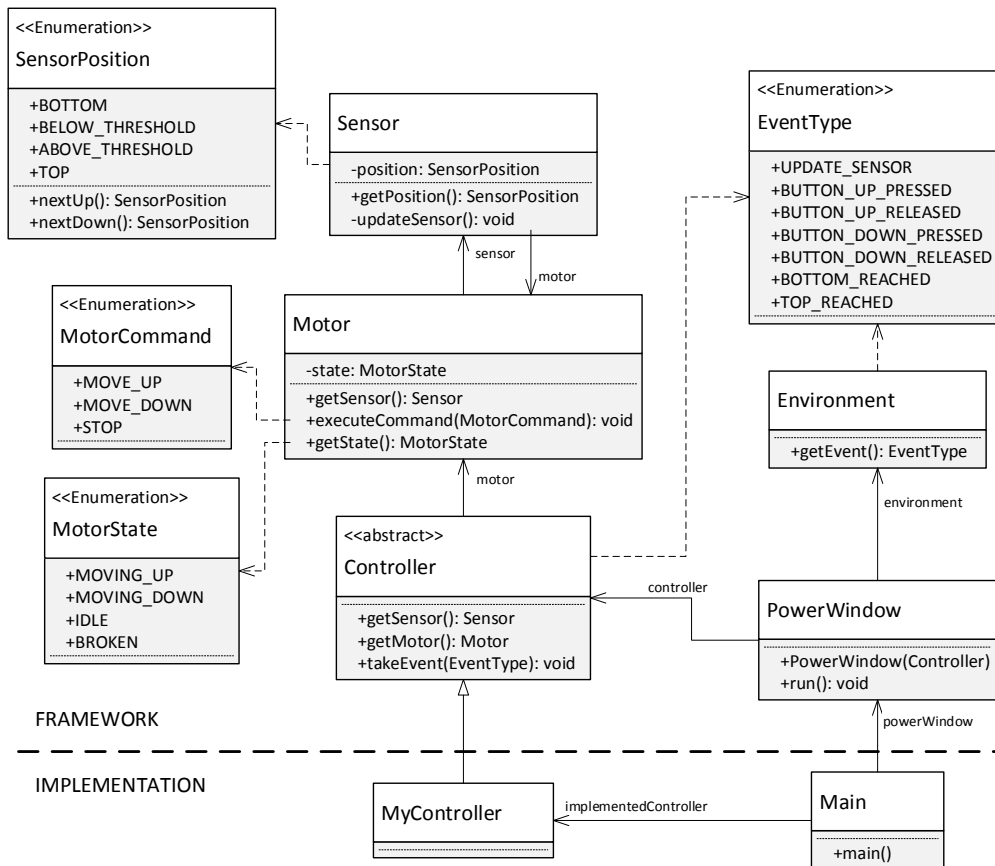 <<Enumeration>>
SensorPosition
+BOTTOM
+BELOW_THRESHOLD
+ABOVE_THRESHOLD
+TOP
+nextUp(): SensorPosition
+nextDown(): SensorPosition
Sensor
-position: SensorPosition
+getPosition(): SensorPosition
-updateSensor(): void
<<Enumeration>>
EventType
+UPDATE_SENSOR
+BUTTON_UP_PRESSED
+BUTTON_UP_RELEASED
+BUTTON_DOWN_PRESSED
+BUTTON_DOWN_RELEASED
+BOTTOM_REACHED
+TOP_REACHED
sensor
motor
<<Enumeration>>
MotorCommand
+MOVE_UP
+MOVE_DOWN
+STOP
Motor
-state: MotorState
+getSensor(): Sensor
+executeCommand(MotorCommand): void
+getState(): MotorState
Environment
+getEvent(): EventType
motor
environment
<<Enumeration>>
MotorState
+MOVING_UP
+MOVING_DOWN
+IDLE
+BROKEN
<<abstract>>
Controller
+getSensor(): Sensor
+getMotor(): Motor
+takeEvent(EventType): void
controller
PowerWindow
+PowerWindow(Controller)
+run(): void
FRAMEWORK
powerWindow
IMPLEMENTATION
MyController
implementedController
Main
+main()